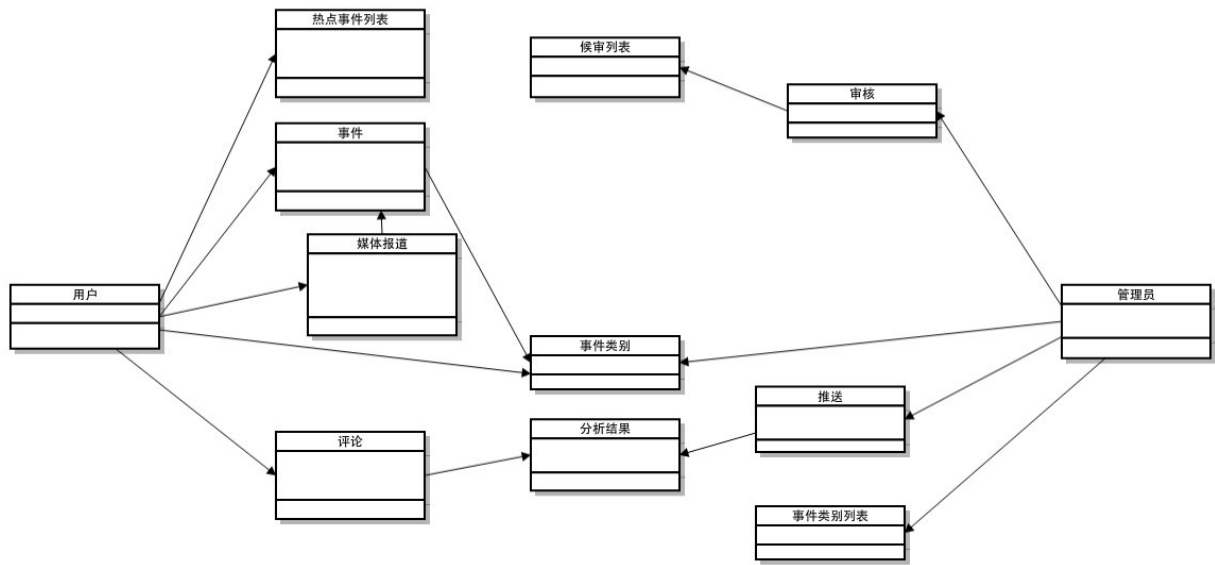 热点事件列表
候审列表
审核
事件
媒体报道
用户
管理员
事件类别
推送
分析结果
评论
事件类别列表